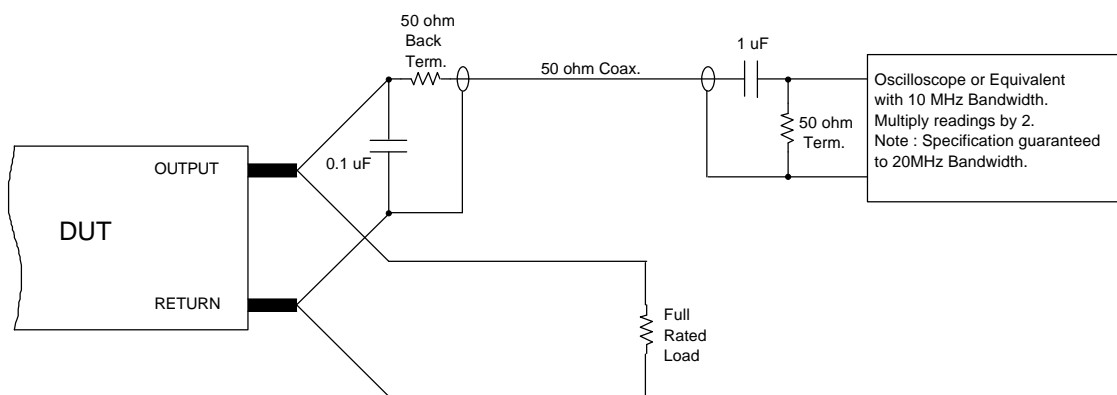 50 ohm
Back
Term.
50 ohm Coax.
1 uF
Oscilloscope or Equivalent
with 10 MHz Bandwidth.
Multiply readings by 2.
Note : Specification guaranteed
to 20MHz Bandwidth.
50 ohm
Term.
0.1 uF
OUTPUT
DUT
RETURN
Full
Rated
Load